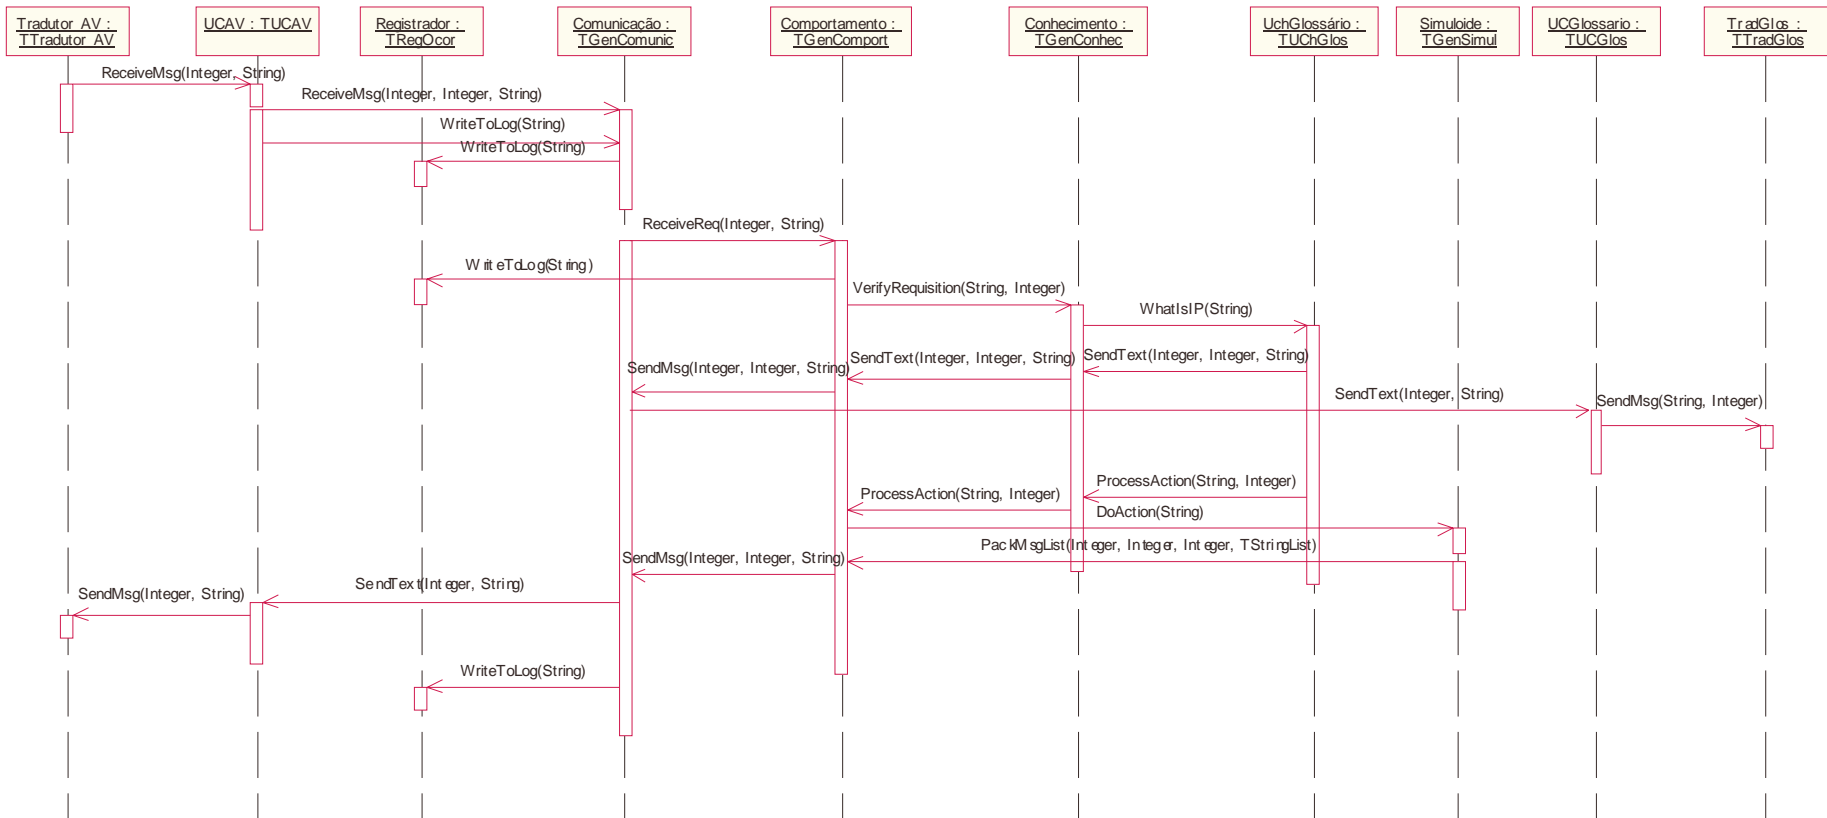 Tradutor_AV :
TTradutor_AV
UCAV : TUCAV
Registrador :
TRegOcor
Comunicação :
TGenComunic
Comportamento :
TGenComport
Conhecimento :
TGenConhec
UchGlossário :
TUChGlos
Simuloide :
TGenSimul
UCGlossario :
TUCGlos
TradGlos :
TTradGlos
ReceiveMsg(Integer, String)
ReceiveMsg(Integer, Integer, String)
WriteToLog(String)
WriteToLog(String)
ReceiveReq(Integer, String)
WriteToLog(String)
VerifyRequisition(String, Integer)
WhatIsIP(String)
SendText(Integer, Integer, String)
SendText(Integer, Integer, String)
SendMsg(Integer, Integer, String)
SendText(Integer, String)
SendMsg(String, Integer)
ProcessAction(String, Integer)
ProcessAction(String, Integer)
DoAction(String)
PackMsgList(Integer, Integer, Integer, TStringList)
SendMsg(Integer, Integer, String)
SendText(Integer, String)
SendMsg(Integer, String)
WriteToLog(String)